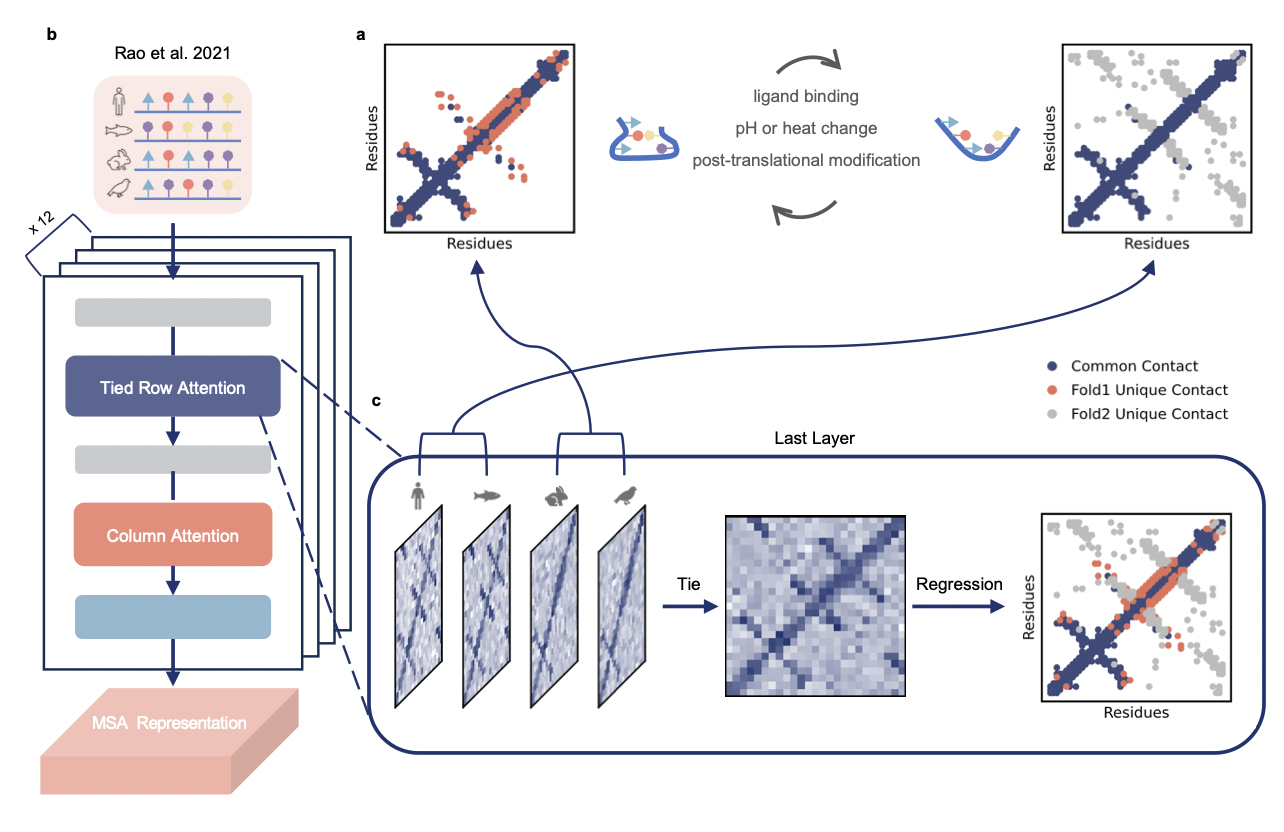 b
Rao et al. 2021
x 12
Tied Row Attention
Column Attention
MSA Representation
a
Residues
Residues
ligand binding
pH or heat change
post-translational modification
Residues
Residues
Common Contact
Fold1 Unique Contact
Fold2 Unique Contact
c
Last Layer
Tie
Regression
Residues
Residues